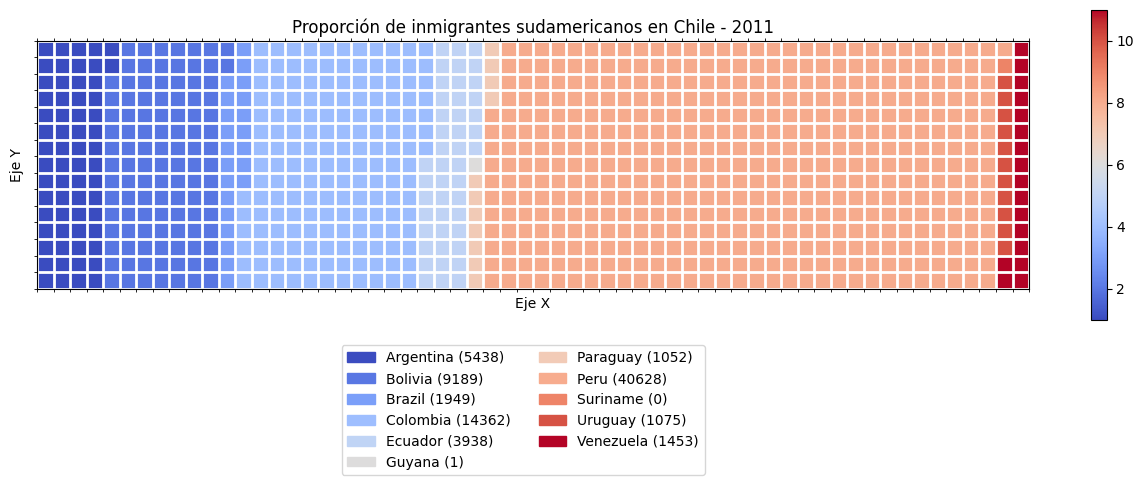 Proporción de inmigrantes sudamericanos en Chile - 2011
Eje Y
Eje X
10
8
6
4
2
Argentina (5438)
Bolivia (9189)
Brazil (1949)
Colombia (14362)
Ecuador (3938)
Guyana (1)
Paraguay (1052)
Peru (40628)
Suriname (0)
Uruguay (1075)
Venezuela (1453)